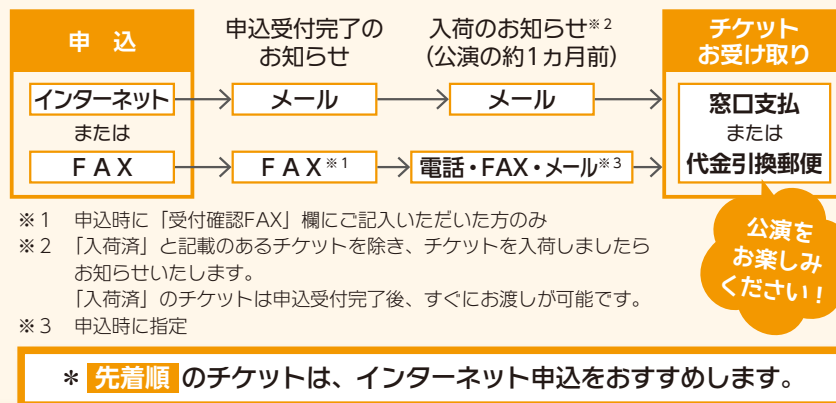 申 込
申込受付完了の
お知らせ
入荷のお知らせ※2
(公演の約1ヵ月前)
チケット
お受け取り
インターネット
メール
メール
または
FAX
FAX※1
電話・FAX・メール※3
窓口支払
または
代金引換郵便
※1 申込時に「受付確認FAX」欄にご記入いただいた方のみ
※2 「入荷済」と記載のあるチケットを除き、チケットを入荷しましたら
お知らせいたします。
「入荷済」のチケットは申込受付完了後、すぐにお渡しが可能です。
※3 申込時に指定
公演を
お楽しみ
ください!
＊ 先着順 のチケットは、インターネット申込をおすすめします。